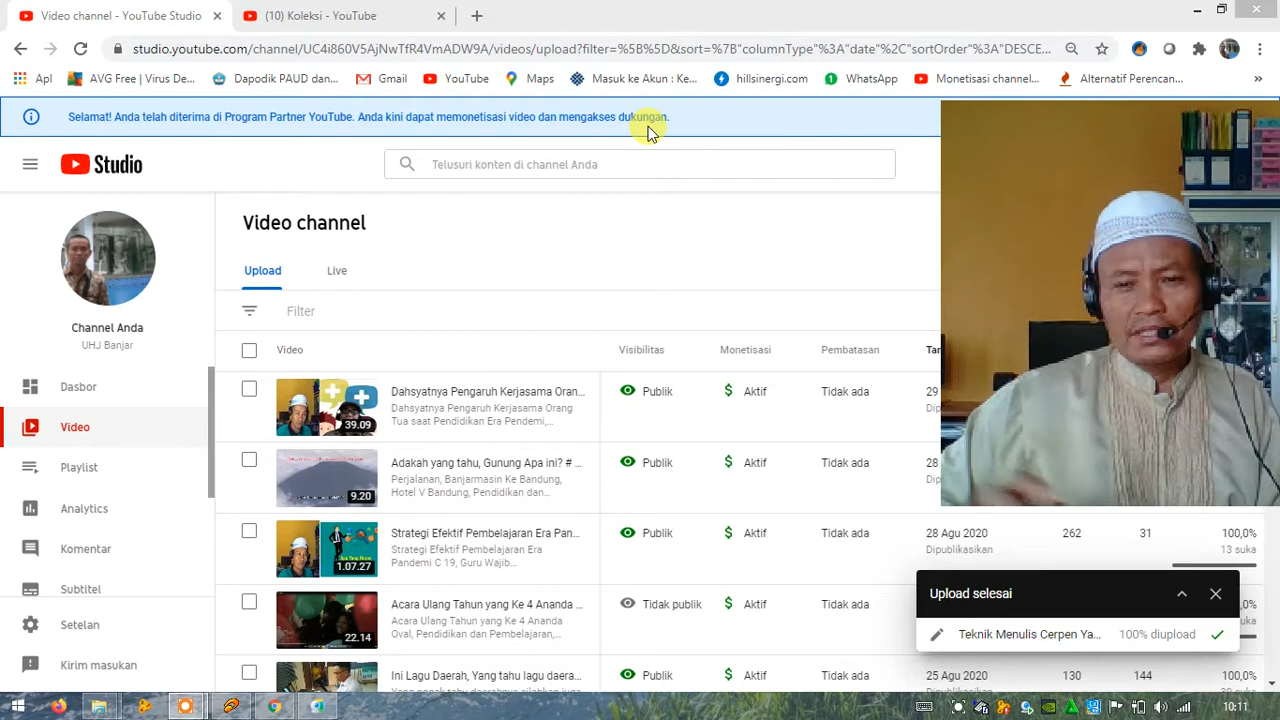 Video channel - YouTube Studio
(10) Koleksi - YouTube
studio.youtube.com/channel/UC4i860V5AjNwTfR4VmADW9A/videos/upload?filter=%5B%5D&sort=%7B"columnType"%3A"date"%2C"sortOrder"%3A"DESCE...
Apl
AVG Free | Virus De...
Dapodik PAUD dan...
Gmail
YouTube
Maps
Masuk ke Akun : Ke...
hillsinergi.com
WhatsApp
Monetisasi channel...
Alternatif Perencan...
Selamat! Anda telah diterima di Program Partner YouTube. Anda kini dapat memonetisasi video dan mengakses dukungan.
Studio
Telusuri konten di channel Anda
Channel Anda
UHJ Banjar
Dasbor
Video
Playlist
Analytics
Komentar
Subtitel
Setelan
Kirim masukan
Video channel
Upload
Live
Filter
Video
Visibilitas
Monetisasi
Pembatasan
39.09
Dahsyatnya Pengaruh Kerjasama Oran...
Dahsyatnya Pengaruh Kerjasama Orang
Tua saat Pendidikan Era Pendemi,...
Publik
Aktif
Tidak ada
29
9.20
Adakah yang tahu, Gunung Apa ini? # ...
Perjalanan, Banjarmasin Ke Bandung,
Hotel V Bandung, Pendidikan dan...
Publik
Aktif
Tidak ada
28
1.07.27
Strategi Efektif Pembelajaran Era Pan...
Strategi Efektif Pembelajaran Era
Pandemi C 19, Guru Wajib...
Publik
Aktif
Tidak ada
28 Agu 2020
Dipublikasikan
262
31
100,0%
13 suka
22.14
Acara Ulang Tahun yang Ke 4 Ananda ...
Acara Ulang Tahun yang Ke 4 Ananda
Oval, Pendidikan dan Pembelajaran,...
Tidak publik
Aktif
Tidak ada
Ini Lagu Daerah, Yang tahu lagu daera...
Publik
Aktif
Tidak ada
25 Agu 2020
130
144
100,0%
Upload selesai
Teknik Menulis Cerpen Ya...
100% diupload
10:11